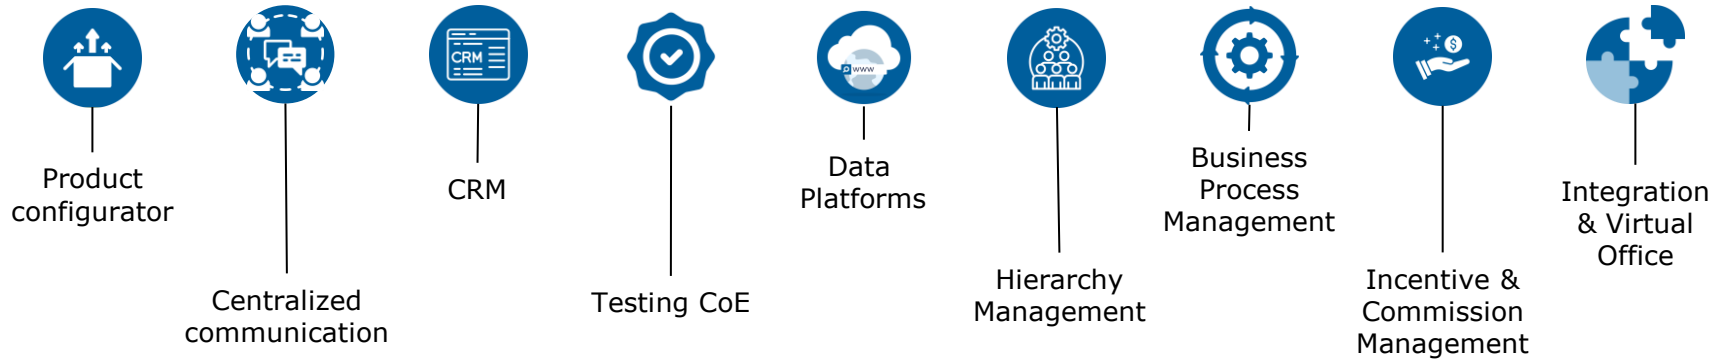 Product
configurator
Centralized
communication
CRM
CRM
Testing CoE
www
Data
Platforms
Hierarchy
Management
Business
Process
Management
$
Incentive &
Commission
Management
Integration
& Virtual
Office